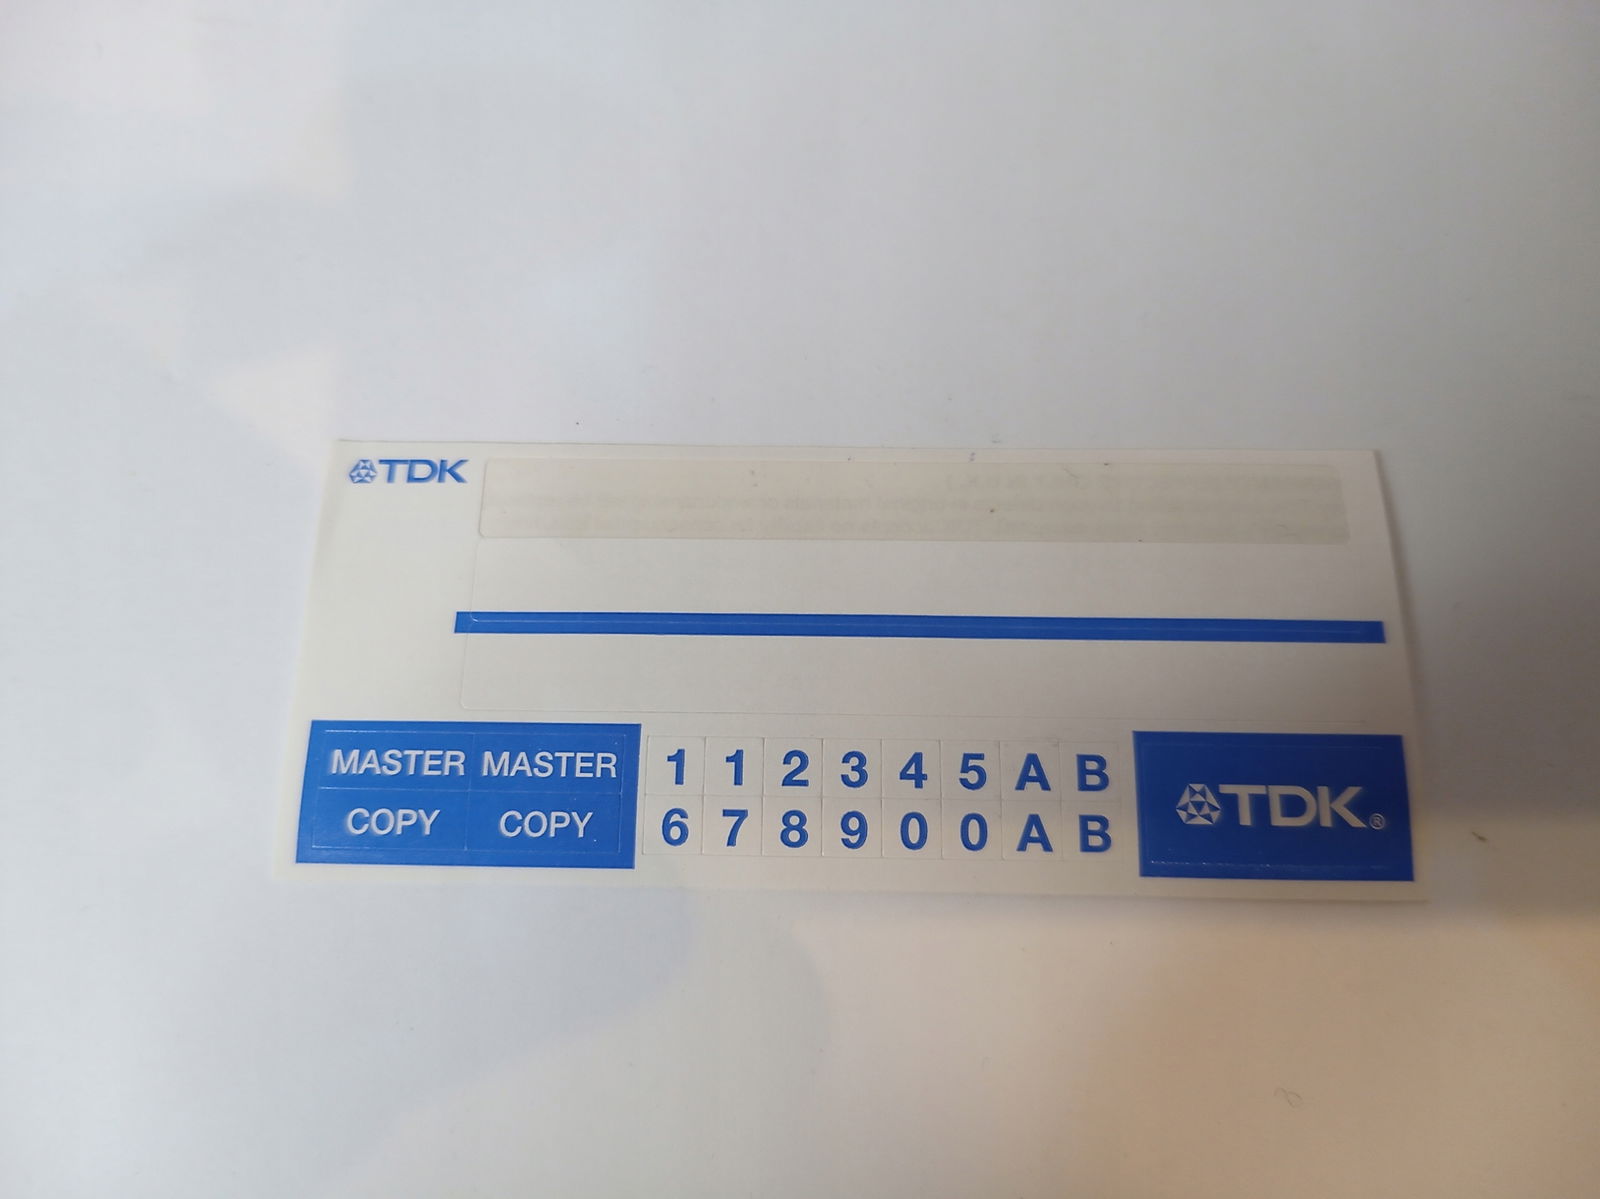 TDK
MASTER MASTER 1 1 2 3 4 5 A B
COPY COPY 6 7 8 9 0 0 A B
TDK®